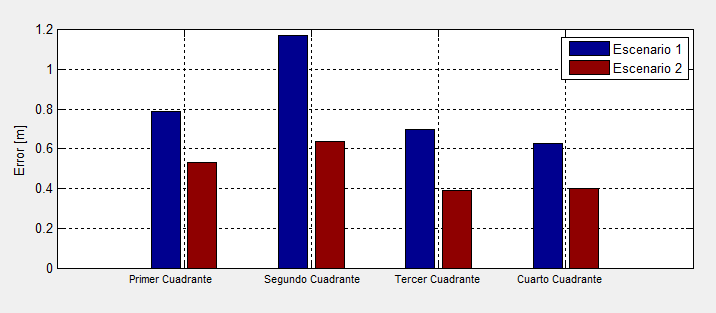 1.2
1
0.8
0.6
0.4
0.2
0
Error [m]
Escenario 1
Escenario 2
Primer Cuadrante
Segundo Cuadrante
Tercer Cuadrante
Cuarto Cuadrante